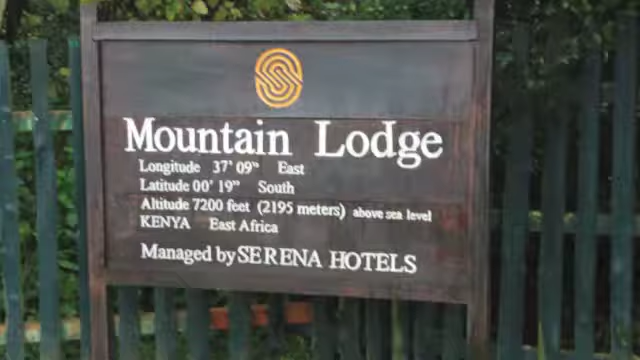 Mountain Lodge
Longitude 37' 09" East
Latitude 00' 19" South
Altitude 7200 feet (2195 meters) above sea level
KENYA East Africa
Managed by SERENA HOTELS